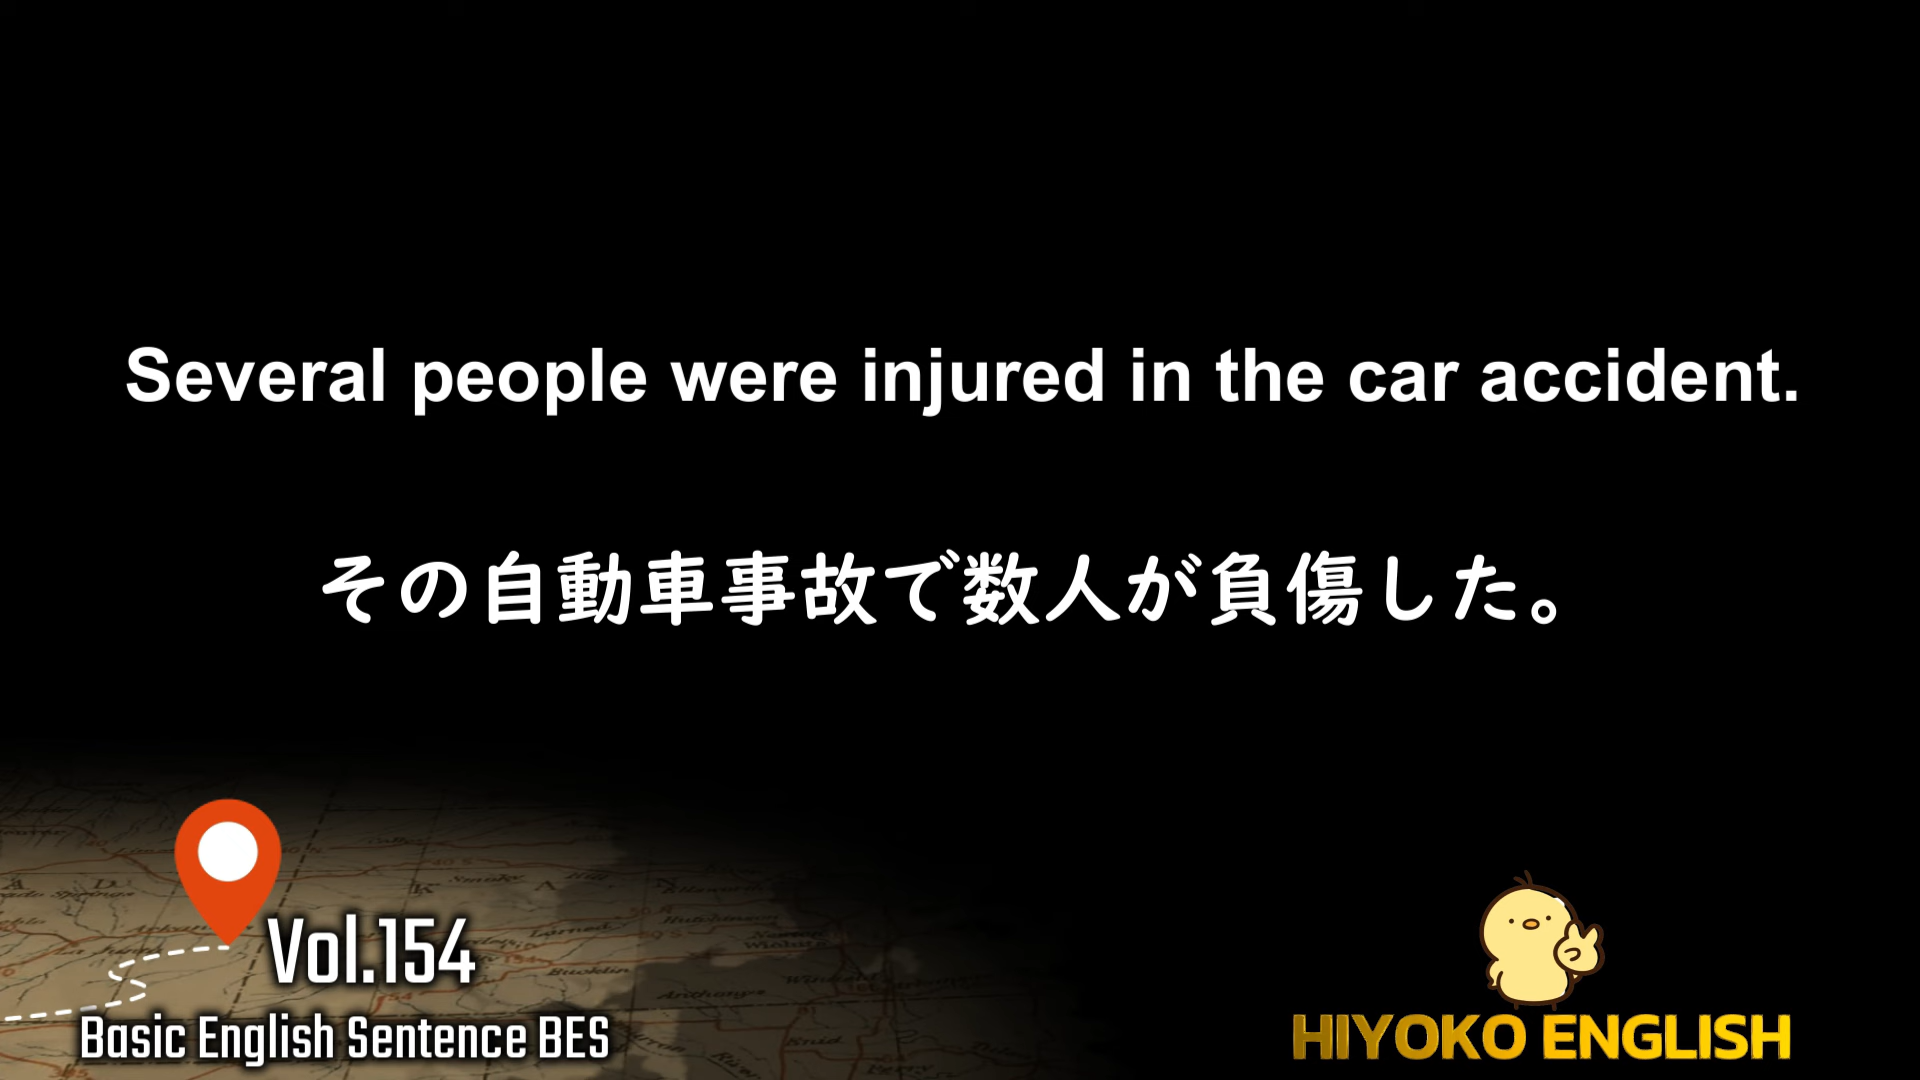 Several people were injured in the car accident.
その自動車事故で数人が負傷した。
Vol.154
Basic English Sentence BES
HIYOKO ENGLISH